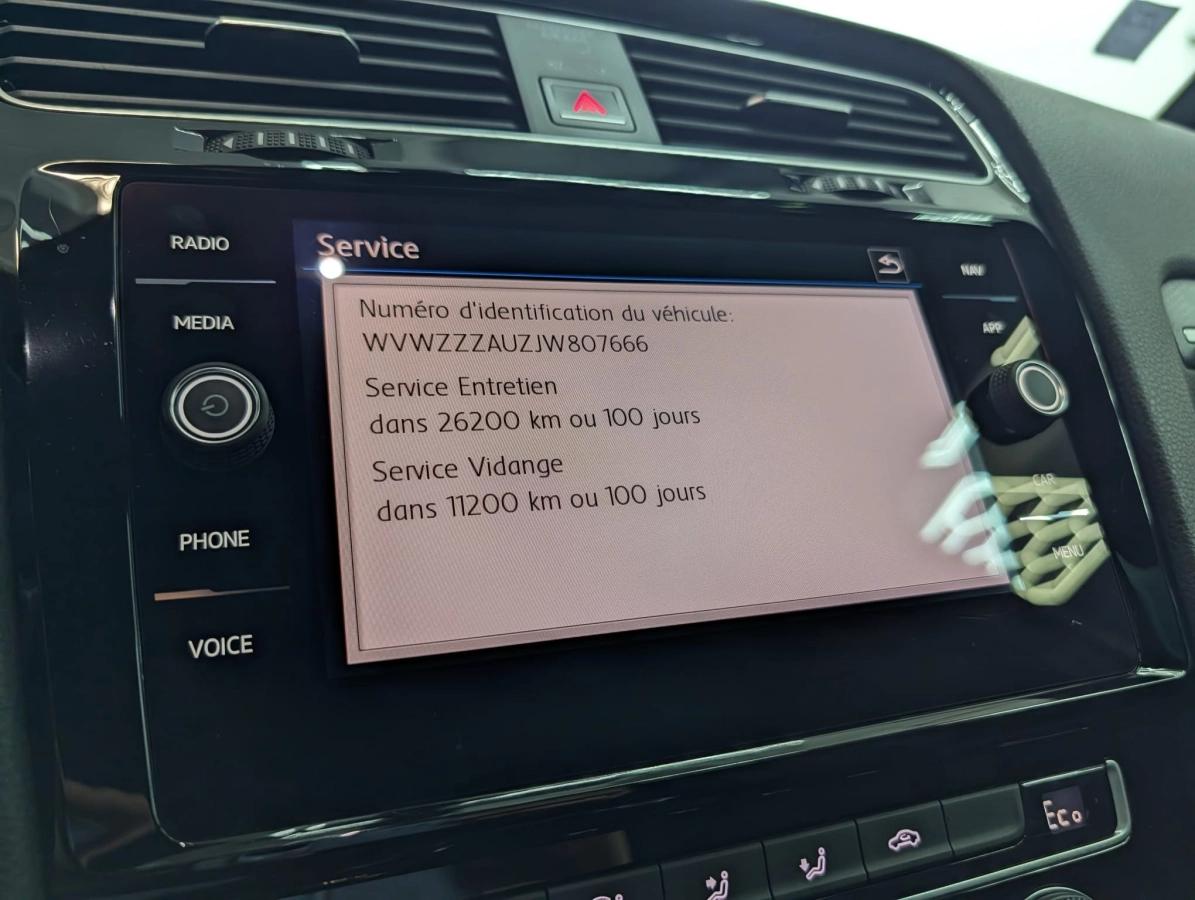 RADIO
MEDIA
PHONE
VOICE
Service
Numéro d'identification du véhicule:
WVWZZZAUZJW807666
Service Entretien
dans 26200 km ou 100 jours
Service Vidange
dans 11200 km ou 100 jours
NAV
APP
CAR
MENU
Eco